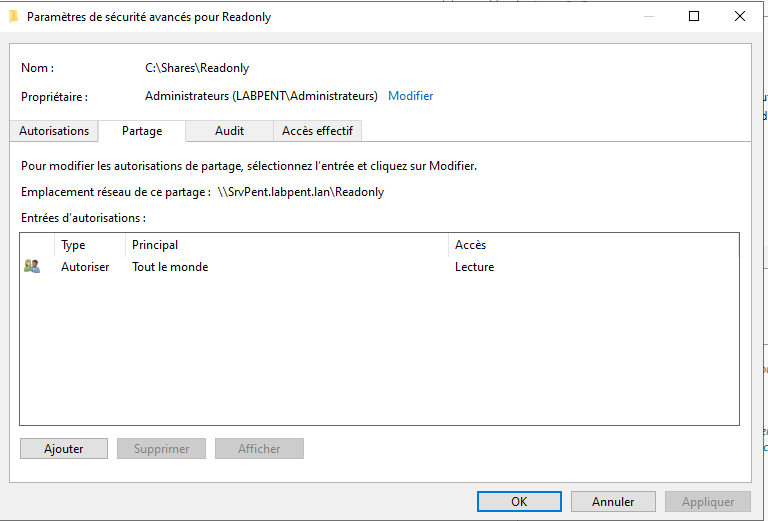 Paramètres de sécurité avancés pour Readonly
Nom : C:\Shares\Readonly
Propriétaire : Administrateurs (LABPENT\Administrateurs) Modifier
Autorisations Partage Audit Accès effectif
Pour modifier les autorisations de partage, sélectionnez l'entrée et cliquez sur Modifier.
Emplacement réseau de ce partage : \\SrvPent.labpent.lan\Readonly
Entrées d'autorisations :
Type Principal Accès
Autoriser Tout le monde Lecture
Ajouter Supprimer Afficher
OK Annuler Appliquer